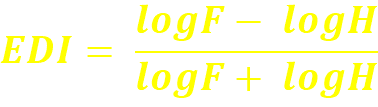 EDI = (logF − logH) / (logF + logH)